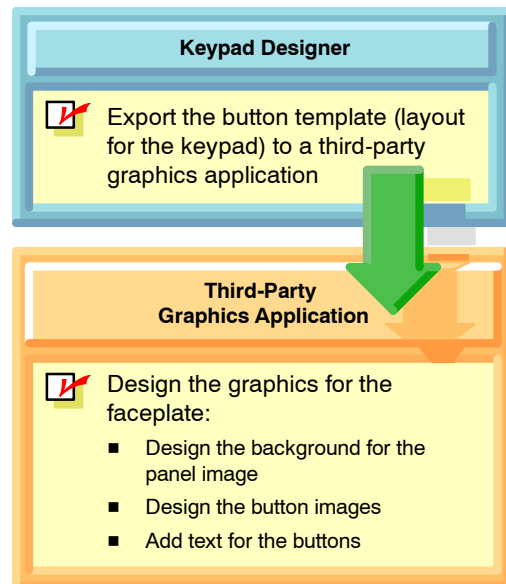 Keypad Designer
Export the button template (layout
for the keypad) to a third-party
graphics application
Third-Party
Graphics Application
Design the graphics for the
faceplate:
■ Design the background for the
panel image
■ Design the button images
■ Add text for the buttons